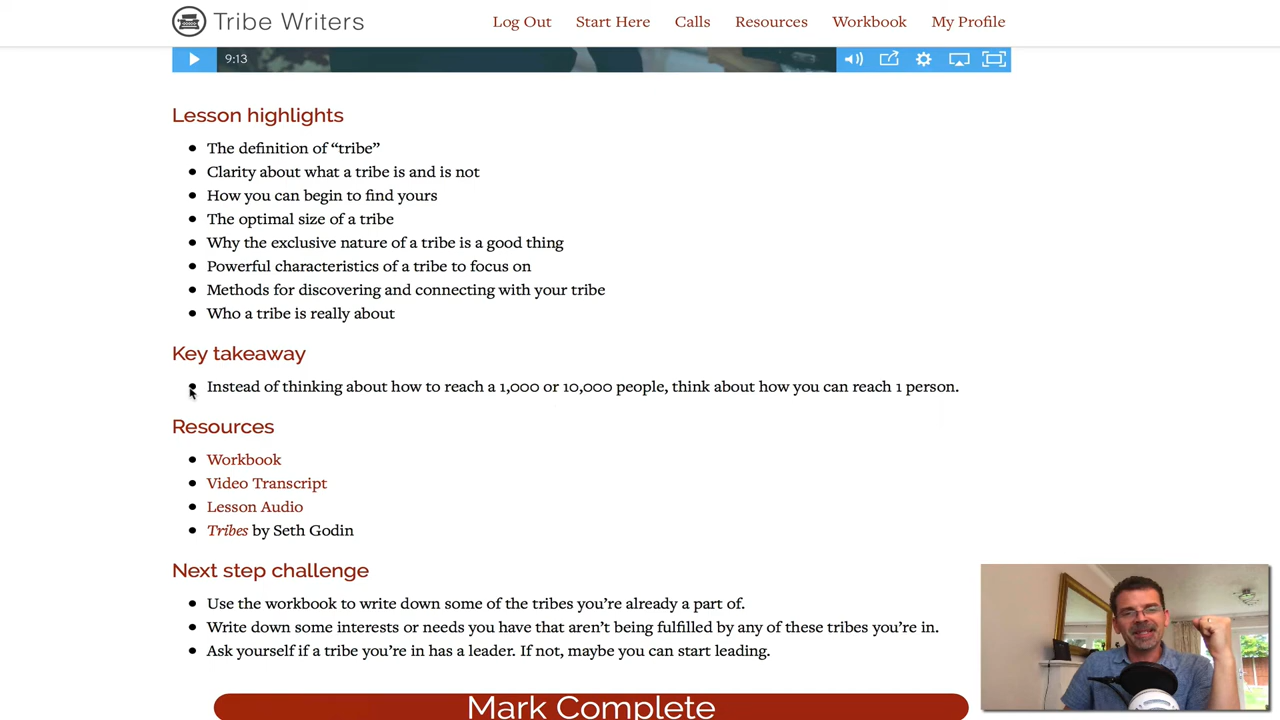 Tribe Writers
Log Out Start Here Calls Resources Workbook My Profile
9:13
Lesson highlights
The definition of “tribe”
Clarity about what a tribe is and is not
How you can begin to find yours
The optimal size of a tribe
Why the exclusive nature of a tribe is a good thing
Powerful characteristics of a tribe to focus on
Methods for discovering and connecting with your tribe
Who a tribe is really about
Key takeaway
Instead of thinking about how to reach a 1,000 or 10,000 people, think about how you can reach 1 person.
Resources
Workbook
Video Transcript
Lesson Audio
Tribes by Seth Godin
Next step challenge
Use the workbook to write down some of the tribes you’re already a part of.
Write down some interests or needs you have that aren’t being fulfilled by any of these tribes you’re in.
Ask yourself if a tribe you’re in has a leader. If not, maybe you can start leading.
Mark Complete